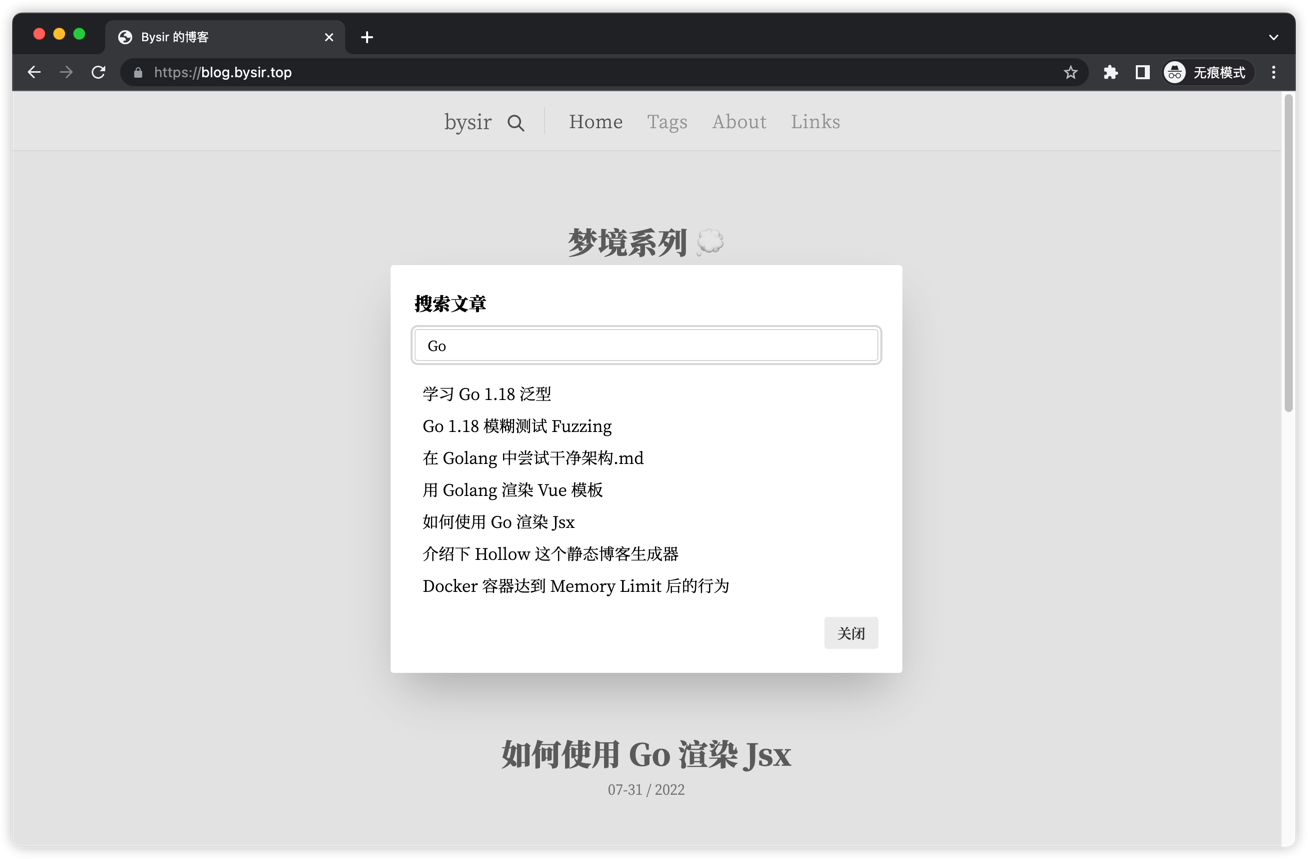 Bysir 的博客
https://blog.bysir.top
无痕模式
bysir
Home Tags About Links
梦境系列 💭
搜索文章
Go
学习 Go 1.18 泛型
Go 1.18 模糊测试 Fuzzing
在 Golang 中尝试干净架构.md
用 Golang 渲染 Vue 模板
如何使用 Go 渲染 Jsx
介绍下 Hollow 这个静态博客生成器
Docker 容器达到 Memory Limit 后的行为
关闭
如何使用 Go 渲染 Jsx
07-31 / 2022